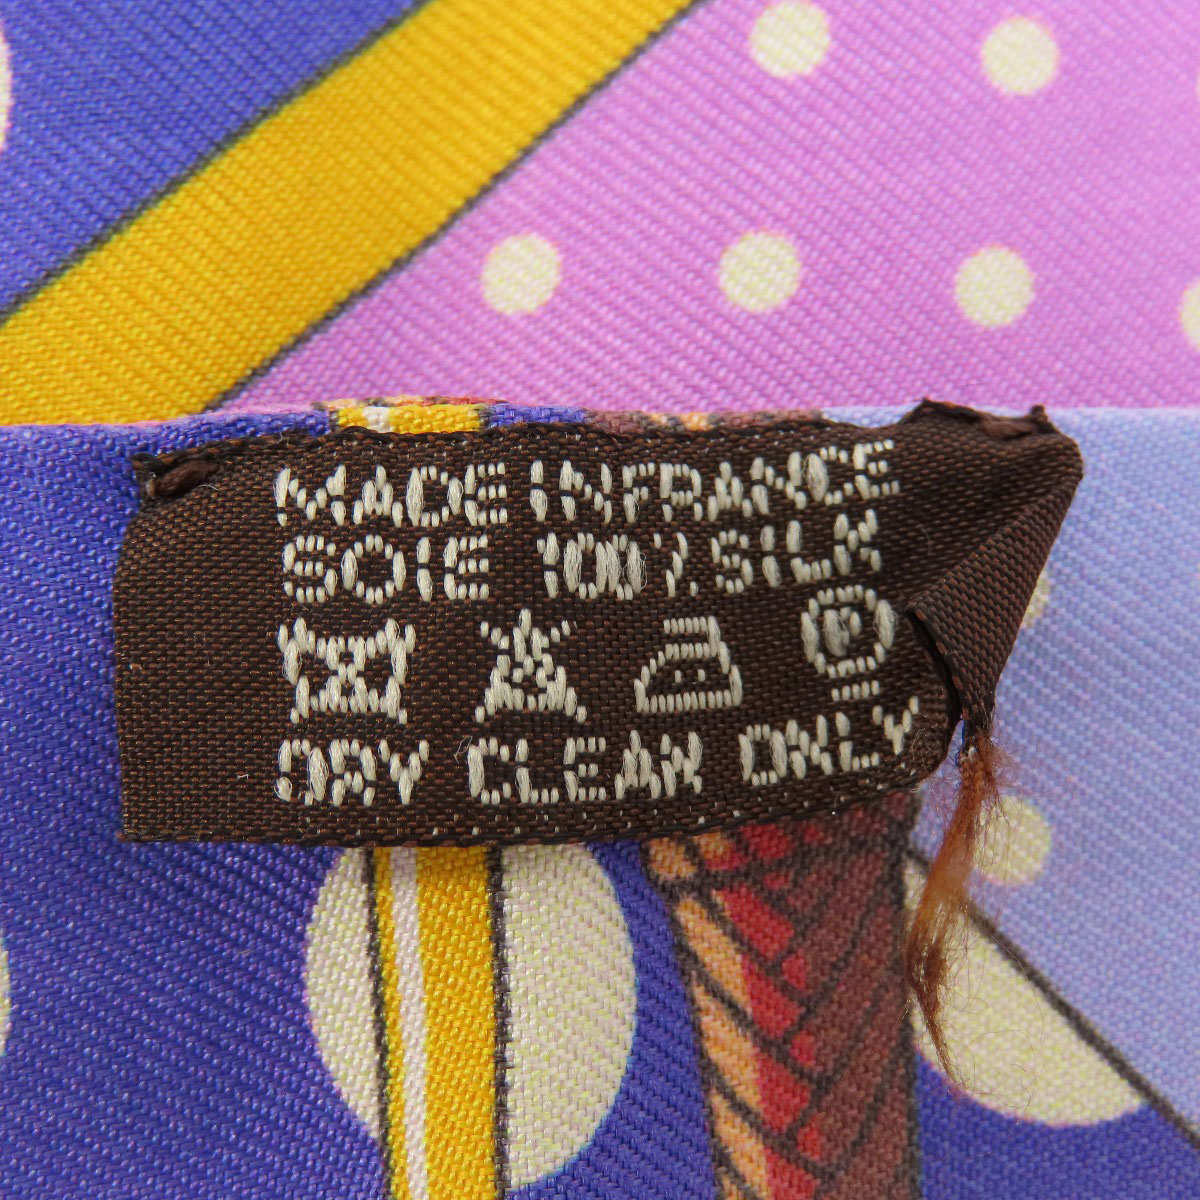 MADE IN FRANCE
SOIE 100% SILK
P
DRY CLEAN ONLY